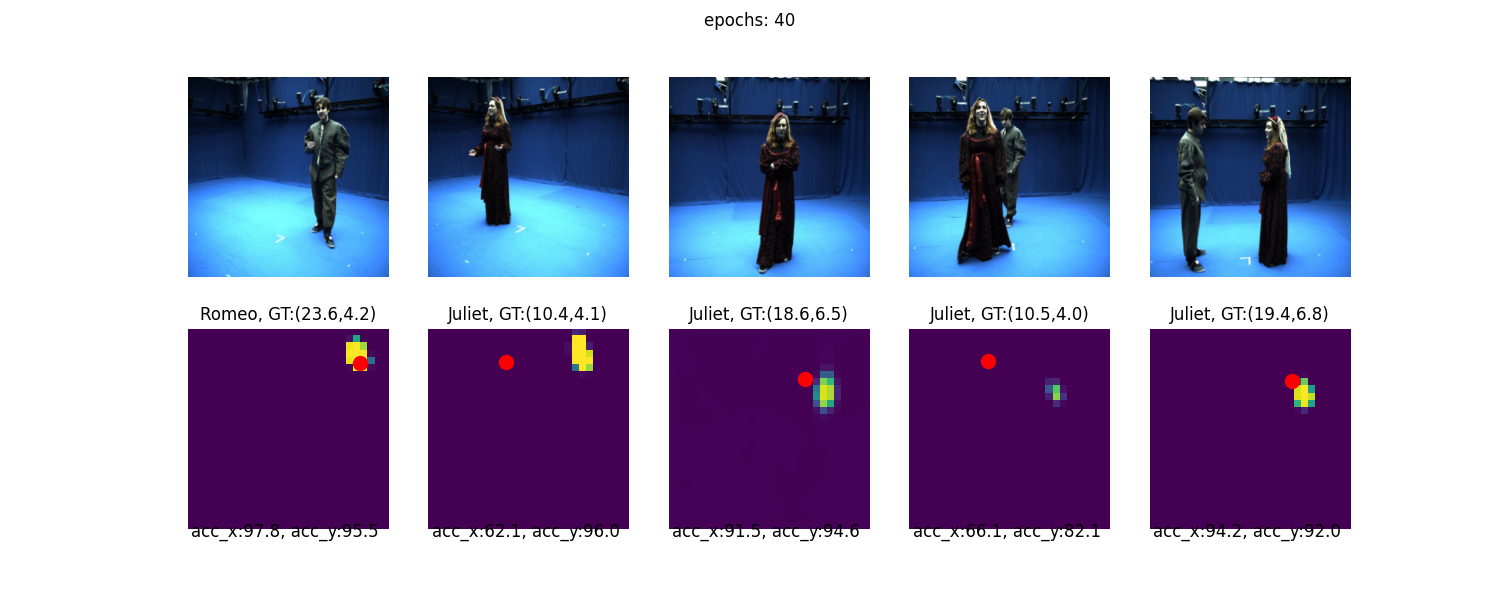 epochs: 40
Romeo, GT:(23.6,4.2)
Juliet, GT:(10.4,4.1)
Juliet, GT:(18.6,6.5)
Juliet, GT:(10.5,4.0)
Juliet, GT:(19.4,6.8)
acc_x:97.8, acc_y:95.5
acc_x:62.1, acc_y:96.0
acc_x:91.5, acc_y:94.6
acc_x:66.1, acc_y:82.1
acc_x:94.2, acc_y:92.0